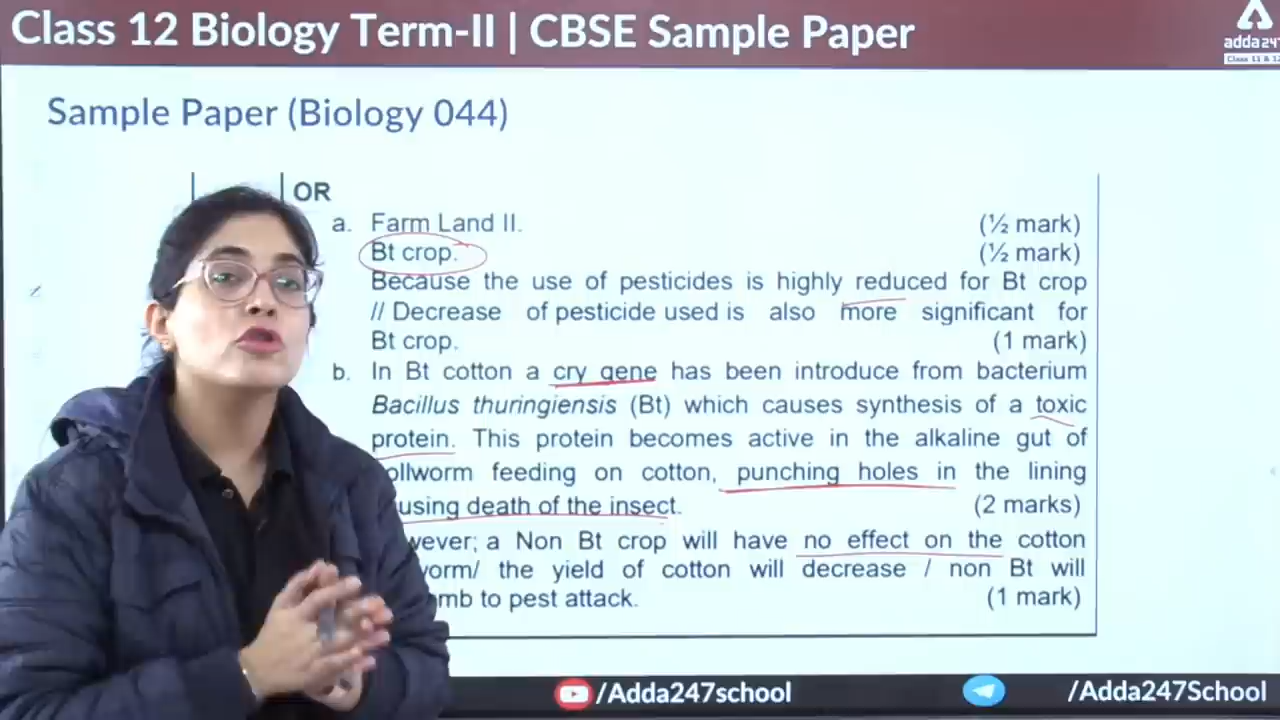 Class 12 Biology Term-II | CBSE Sample Paper
adda247
Class 11 & 12
Sample Paper (Biology 044)
OR
a. Farm Land II. (½ mark)
Bt crop. (½ mark)
Because the use of pesticides is highly reduced for Bt crop
// Decrease of pesticide used is also more significant for
Bt crop. (1 mark)
b. In Bt cotton a cry gene has been introduce from bacterium
Bacillus thuringiensis (Bt) which causes synthesis of a toxic
protein. This protein becomes active in the alkaline gut of
ollworm feeding on cotton, punching holes in the lining
using death of the insect. (2 marks)
wever; a Non Bt crop will have no effect on the cotton
vorm/ the yield of cotton will decrease / non Bt will
mb to pest attack. (1 mark)
/Adda247school /Adda247School